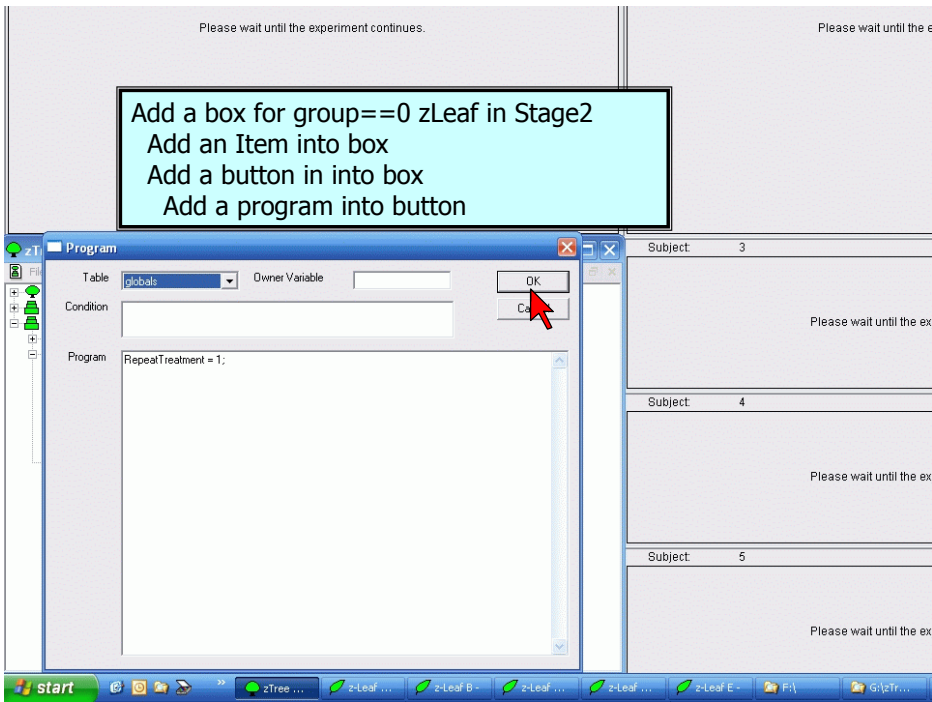 Please wait until the experiment continues.
Please wait until the e
Add a box for group==0 zLeaf in Stage2
Add an Item into box
Add a button in into box
Add a program into button
zTr
Program
Subject: 3
Fil
Table
globals
Owner Variable
OK
Condition
Please wait until the ex
Program
RepeatTreatment = 1;
Subject: 4
Please wait until the ex
Subject: 5
Please wait until the ex
start
zTree ...
z-Leaf ...
z-Leaf B -
z-Leaf ...
z-Leaf ...
z-Leaf E -
F:\
G:\zTr...